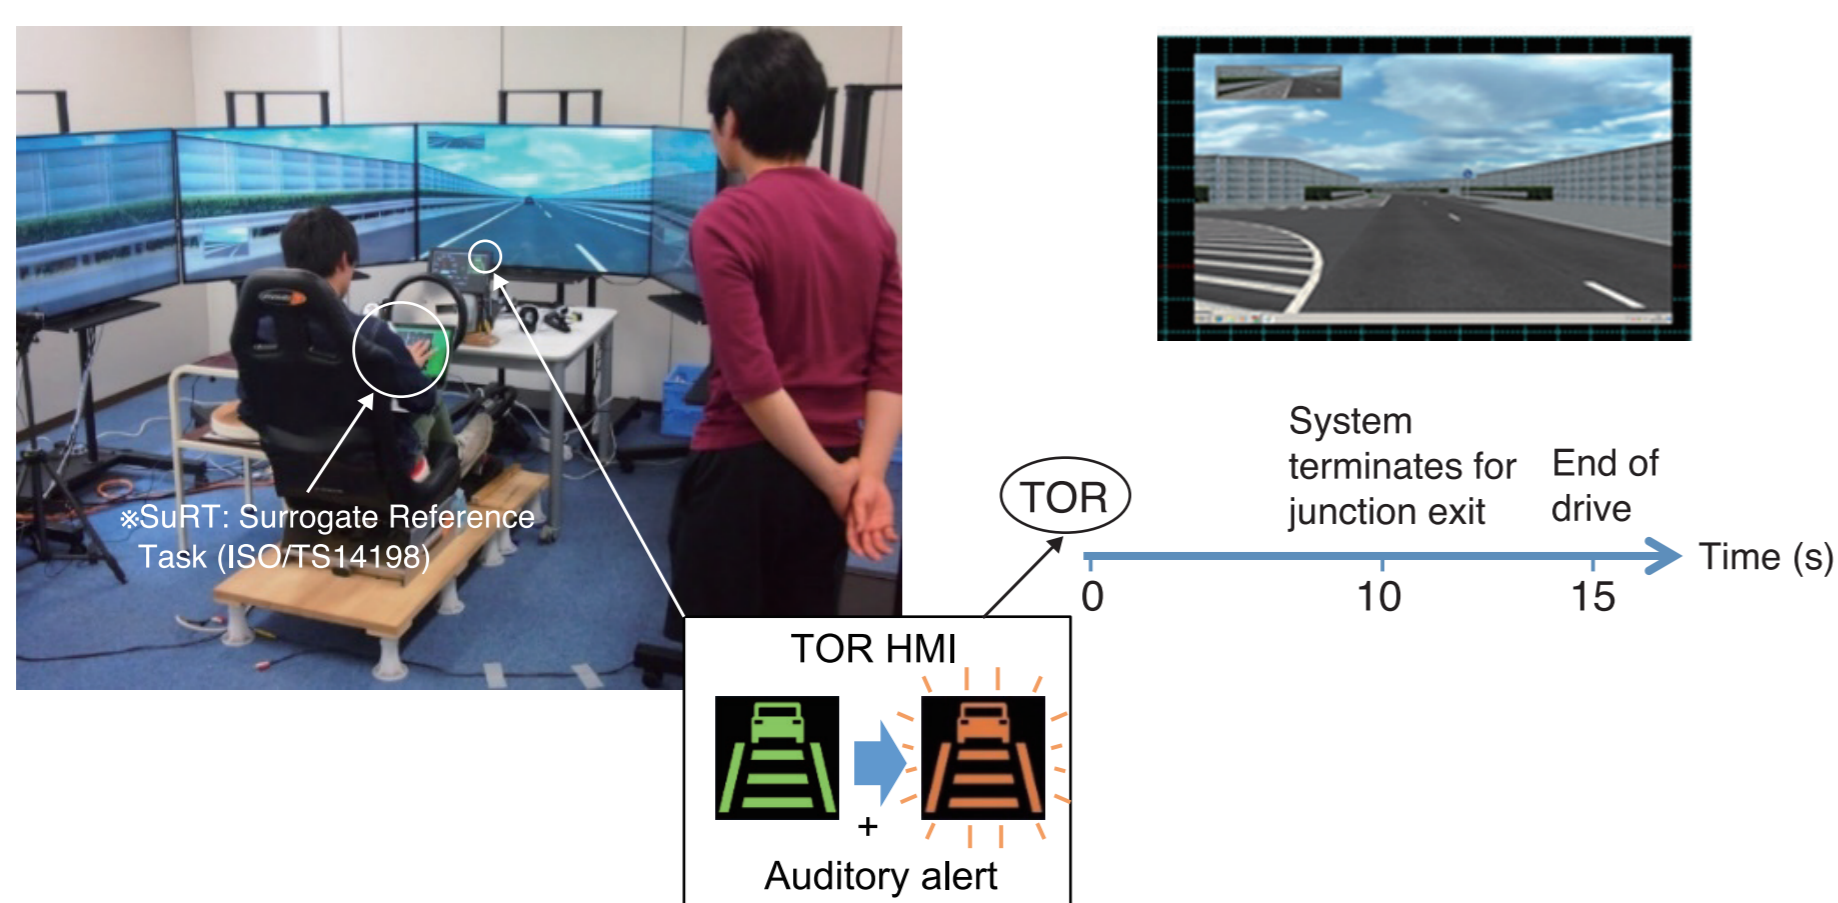 ※SuRT: Surrogate Reference
Task (ISO/TS14198)
System
terminates for
junction exit
End of
drive
TOR
Time (s)
0
10
15
TOR HMI
+
Auditory alert